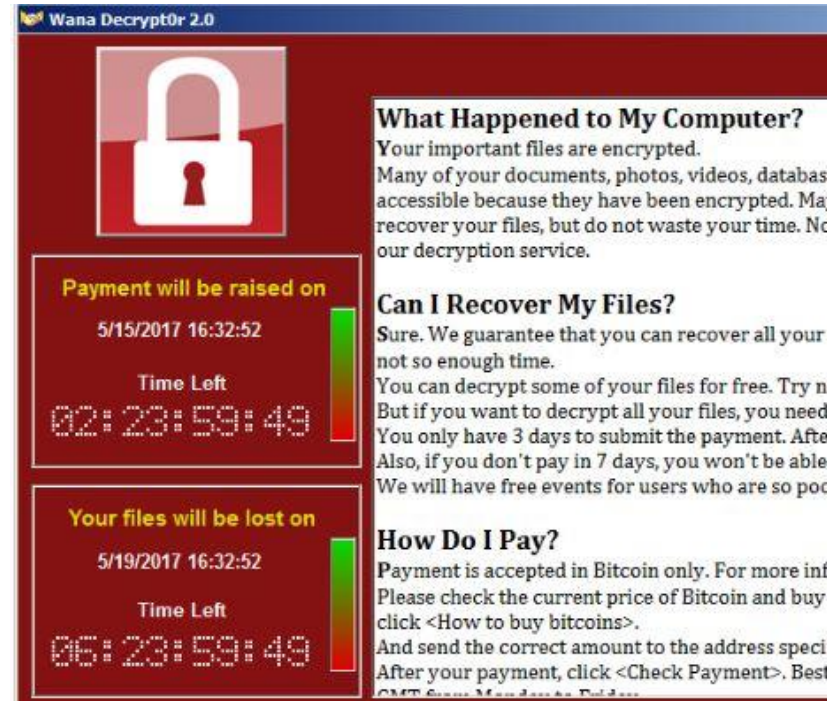 Wana Decrypt0r 2.0
Payment will be raised on
5/15/2017 16:32:52
Time Left
02:23:59:49
Your files will be lost on
5/19/2017 16:32:52
Time Left
06:23:59:49
What Happened to My Computer?
Your important files are encrypted.
Many of your documents, photos, videos,
accessible because they have been encrypted.
recover your files, but do not waste your time.
our decryption service.
Can I Recover My Files?
Sure. We guarantee that you can recover all your
not so enough time.
You can decrypt some of your files for free. Try
But if you want to decrypt all your files, you need
You only have 3 days to submit the payment.
Also, if you don't pay in 7 days, you won't be able
We will have free events for users who are so
How Do I Pay?
Payment is accepted in Bitcoin only. For more
Please check the current price of Bitcoin and buy
click <How to buy bitcoins>.
And send the correct amount to the address
After your payment, click <Check Payment>. Best
GMT from Monday to Friday.